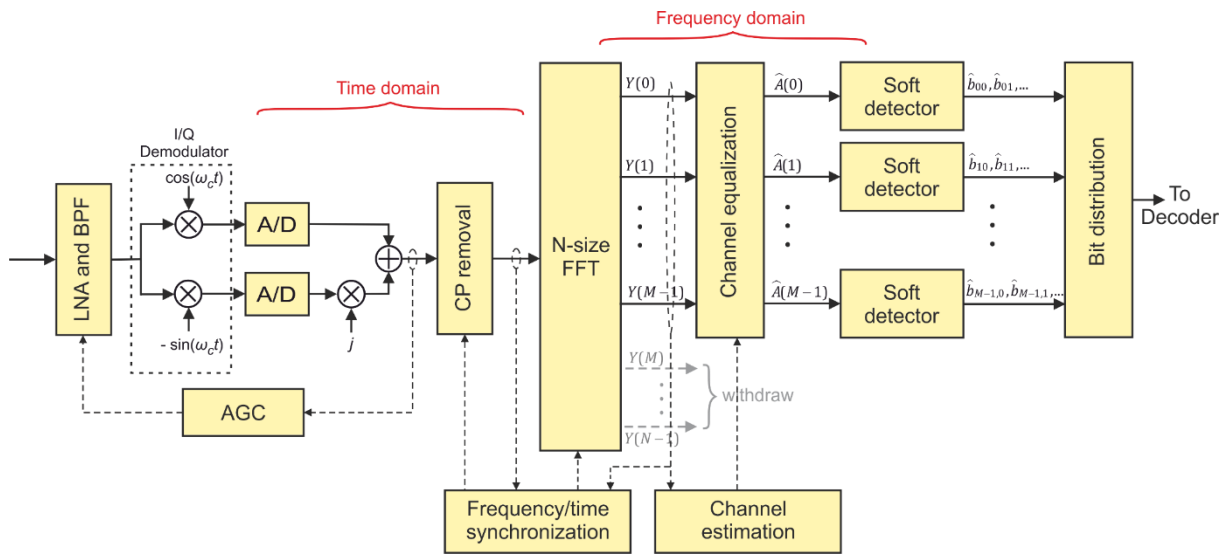 Frequency domain
Time domain
I/Q
Demodulator
cos(ω_c t)
- sin(ω_c t)
LNA and BPF
A/D
A/D
j
AGC
CP removal
N-size
FFT
Y(0)
Y(1)
Y(M−1)
Y(M)
Y(N−1)
withdraw
Channel equalization
Â(0)
Â(1)
Â(M−1)
Soft
detector
Soft
detector
Soft
detector
b̂₀₀, b̂₀₁,...
b̂₁₀, b̂₁₁,...
b̂_{M−1,0}, b̂_{M−1,1},...
Bit distribution
To
Decoder
Frequency/time
synchronization
Channel
estimation